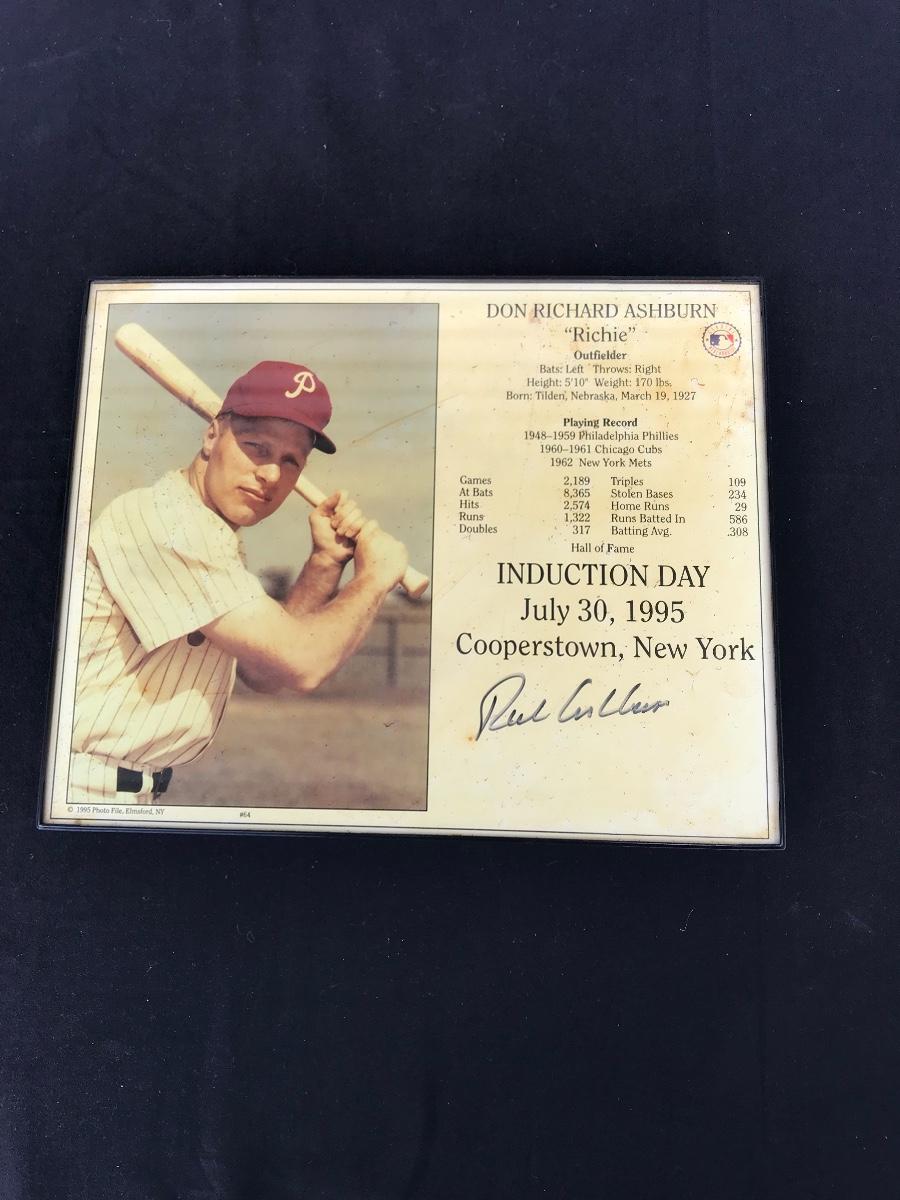 P
DON RICHARD ASHBURN
“Richie”
Outfielder
Bats: Left Throws: Right
Height: 5'10" Weight: 170 lbs.
Born: Tilden, Nebraska, March 19, 1927
Playing Record
1948–1959 Philadelphia Phillies
1960–1961 Chicago Cubs
1962 New York Mets
Games 2,189 Triples 109
At Bats 8,365 Stolen Bases 234
Hits 2,574 Home Runs 29
Runs 1,322 Runs Batted In 586
Doubles 317 Batting Avg. .308
Hall of Fame
INDUCTION DAY
July 30, 1995
Cooperstown, New York
Rich Ashburn
© 1995 Photo File, Elmsford, NY
#64